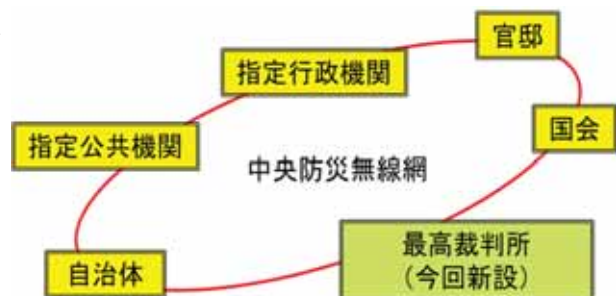 官邸
指定行政機関
国会
指定公共機関
中央防災無線網
最高裁判所
（今回新設）
自治体